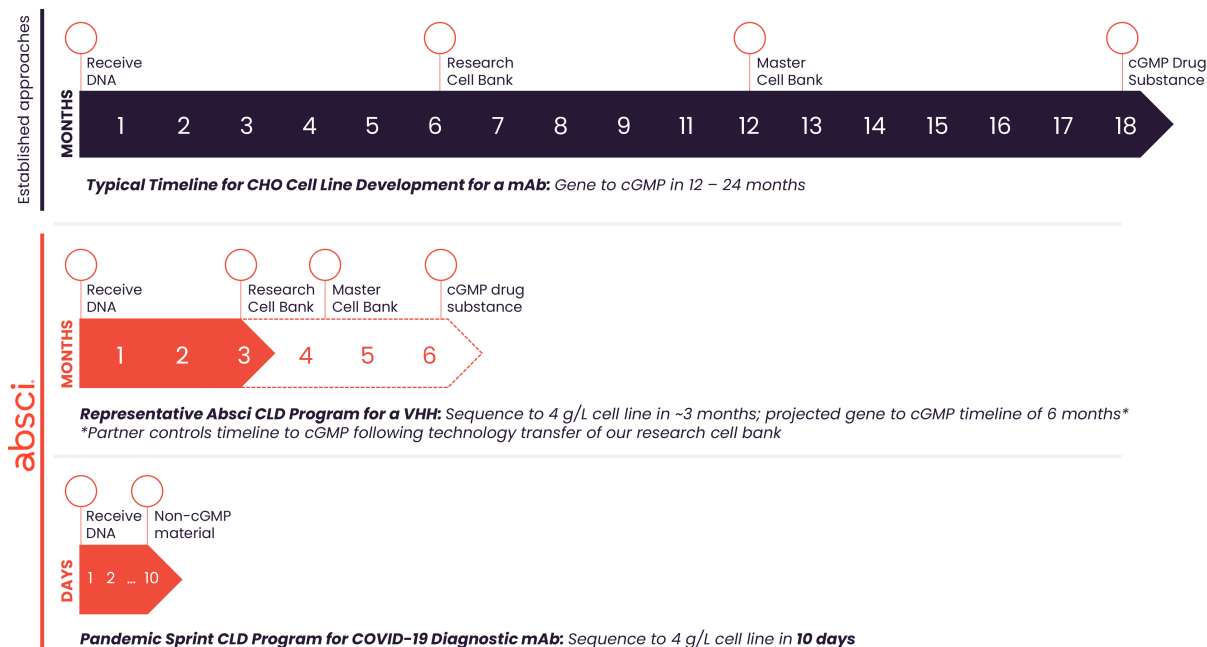 Established approaches
Receive
DNA
Research
Cell Bank
Master
Cell Bank
cGMP Drug
Substance
MONTHS
1 2 3 4 5 6 7 8 9 10 11 12 13 14 15 16 17 18
Typical Timeline for CHO Cell Line Development for a mAb: Gene to cGMP in 12 – 24 months
absci.
Receive
DNA
Research
Cell Bank
Master
Cell Bank
cGMP drug
substance
MONTHS
1 2 3 4 5 6
Representative Absci CLD Program for a VHH: Sequence to 4 g/L cell line in ~3 months; projected gene to cGMP timeline of 6 months*
*Partner controls timeline to cGMP following technology transfer of our research cell bank
Receive
DNA
Non-cGMP
material
DAYS
1 2 ... 10
Pandemic Sprint CLD Program for COVID-19 Diagnostic mAb: Sequence to 4 g/L cell line in 10 days